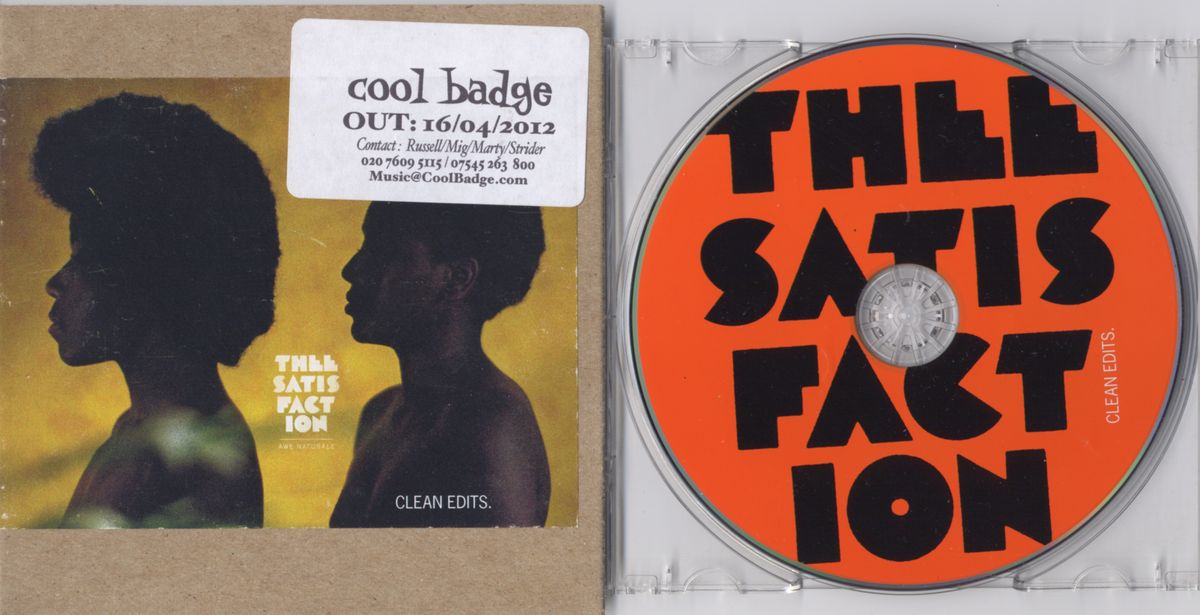 cool badge
OUT: 16/04/2012
Contact : Russell/Mig/Marty/Strider
020 7609 5115 / 07545 263 800
Music@CoolBadge.com
THEE
SATIS
FACT
ION
AWE NATURALE
CLEAN EDITS.
THEE
SATIS
FACT
ION
CLEAN EDITS.